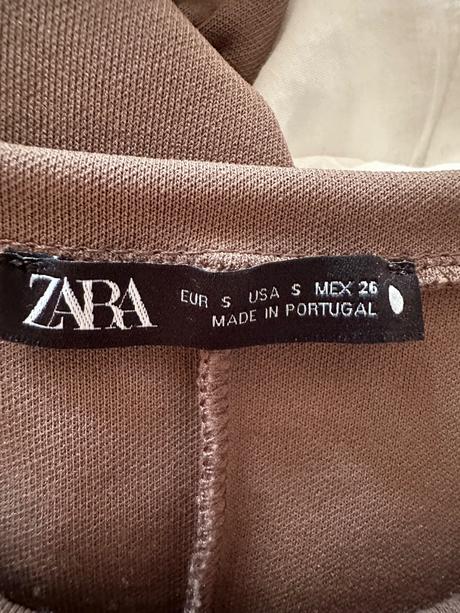 ZARA
EUR S USA S MEX 26
MADE IN PORTUGAL